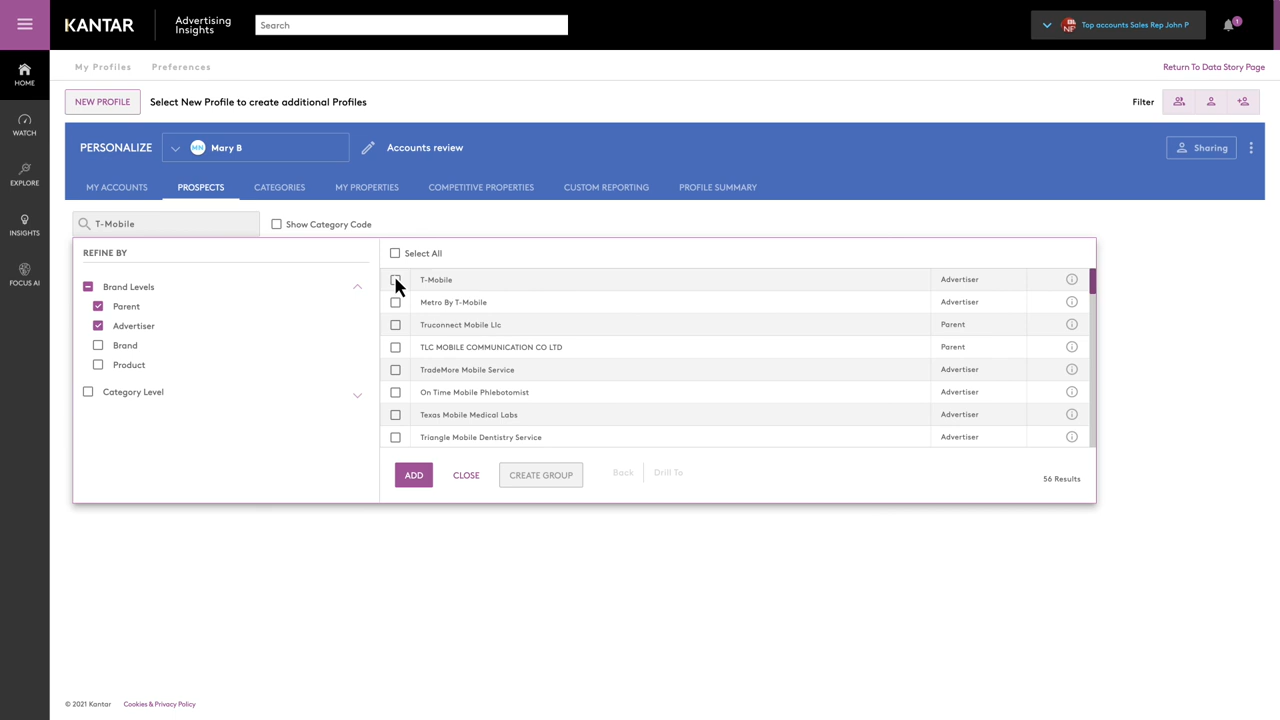 KANTAR
Advertising
Insights
Search
NF
Top accounts Sales Rep John P
1
HOME
WATCH
EXPLORE
INSIGHTS
FOCUS AI
My Profiles
Preferences
Return To Data Story Page
NEW PROFILE
Select New Profile to create additional Profiles
Filter
PERSONALIZE
MN
Mary B
Accounts review
Sharing
MY ACCOUNTS
PROSPECTS
CATEGORIES
MY PROPERTIES
COMPETITIVE PROPERTIES
CUSTOM REPORTING
PROFILE SUMMARY
T-Mobile
Show Category Code
REFINE BY
Brand Levels
Parent
Advertiser
Brand
Product
Category Level
Select All
T-Mobile Advertiser
Metro By T-Mobile Advertiser
Truconnect Mobile Llc Parent
TLC MOBILE COMMUNICATION CO LTD Parent
TradeMore Mobile Service Advertiser
On Time Mobile Phlebotomist Advertiser
Texas Mobile Medical Labs Advertiser
Triangle Mobile Dentistry Service Advertiser
ADD
CLOSE
CREATE GROUP
Back
Drill To
56 Results
© 2021 Kantar
Cookies & Privacy Policy